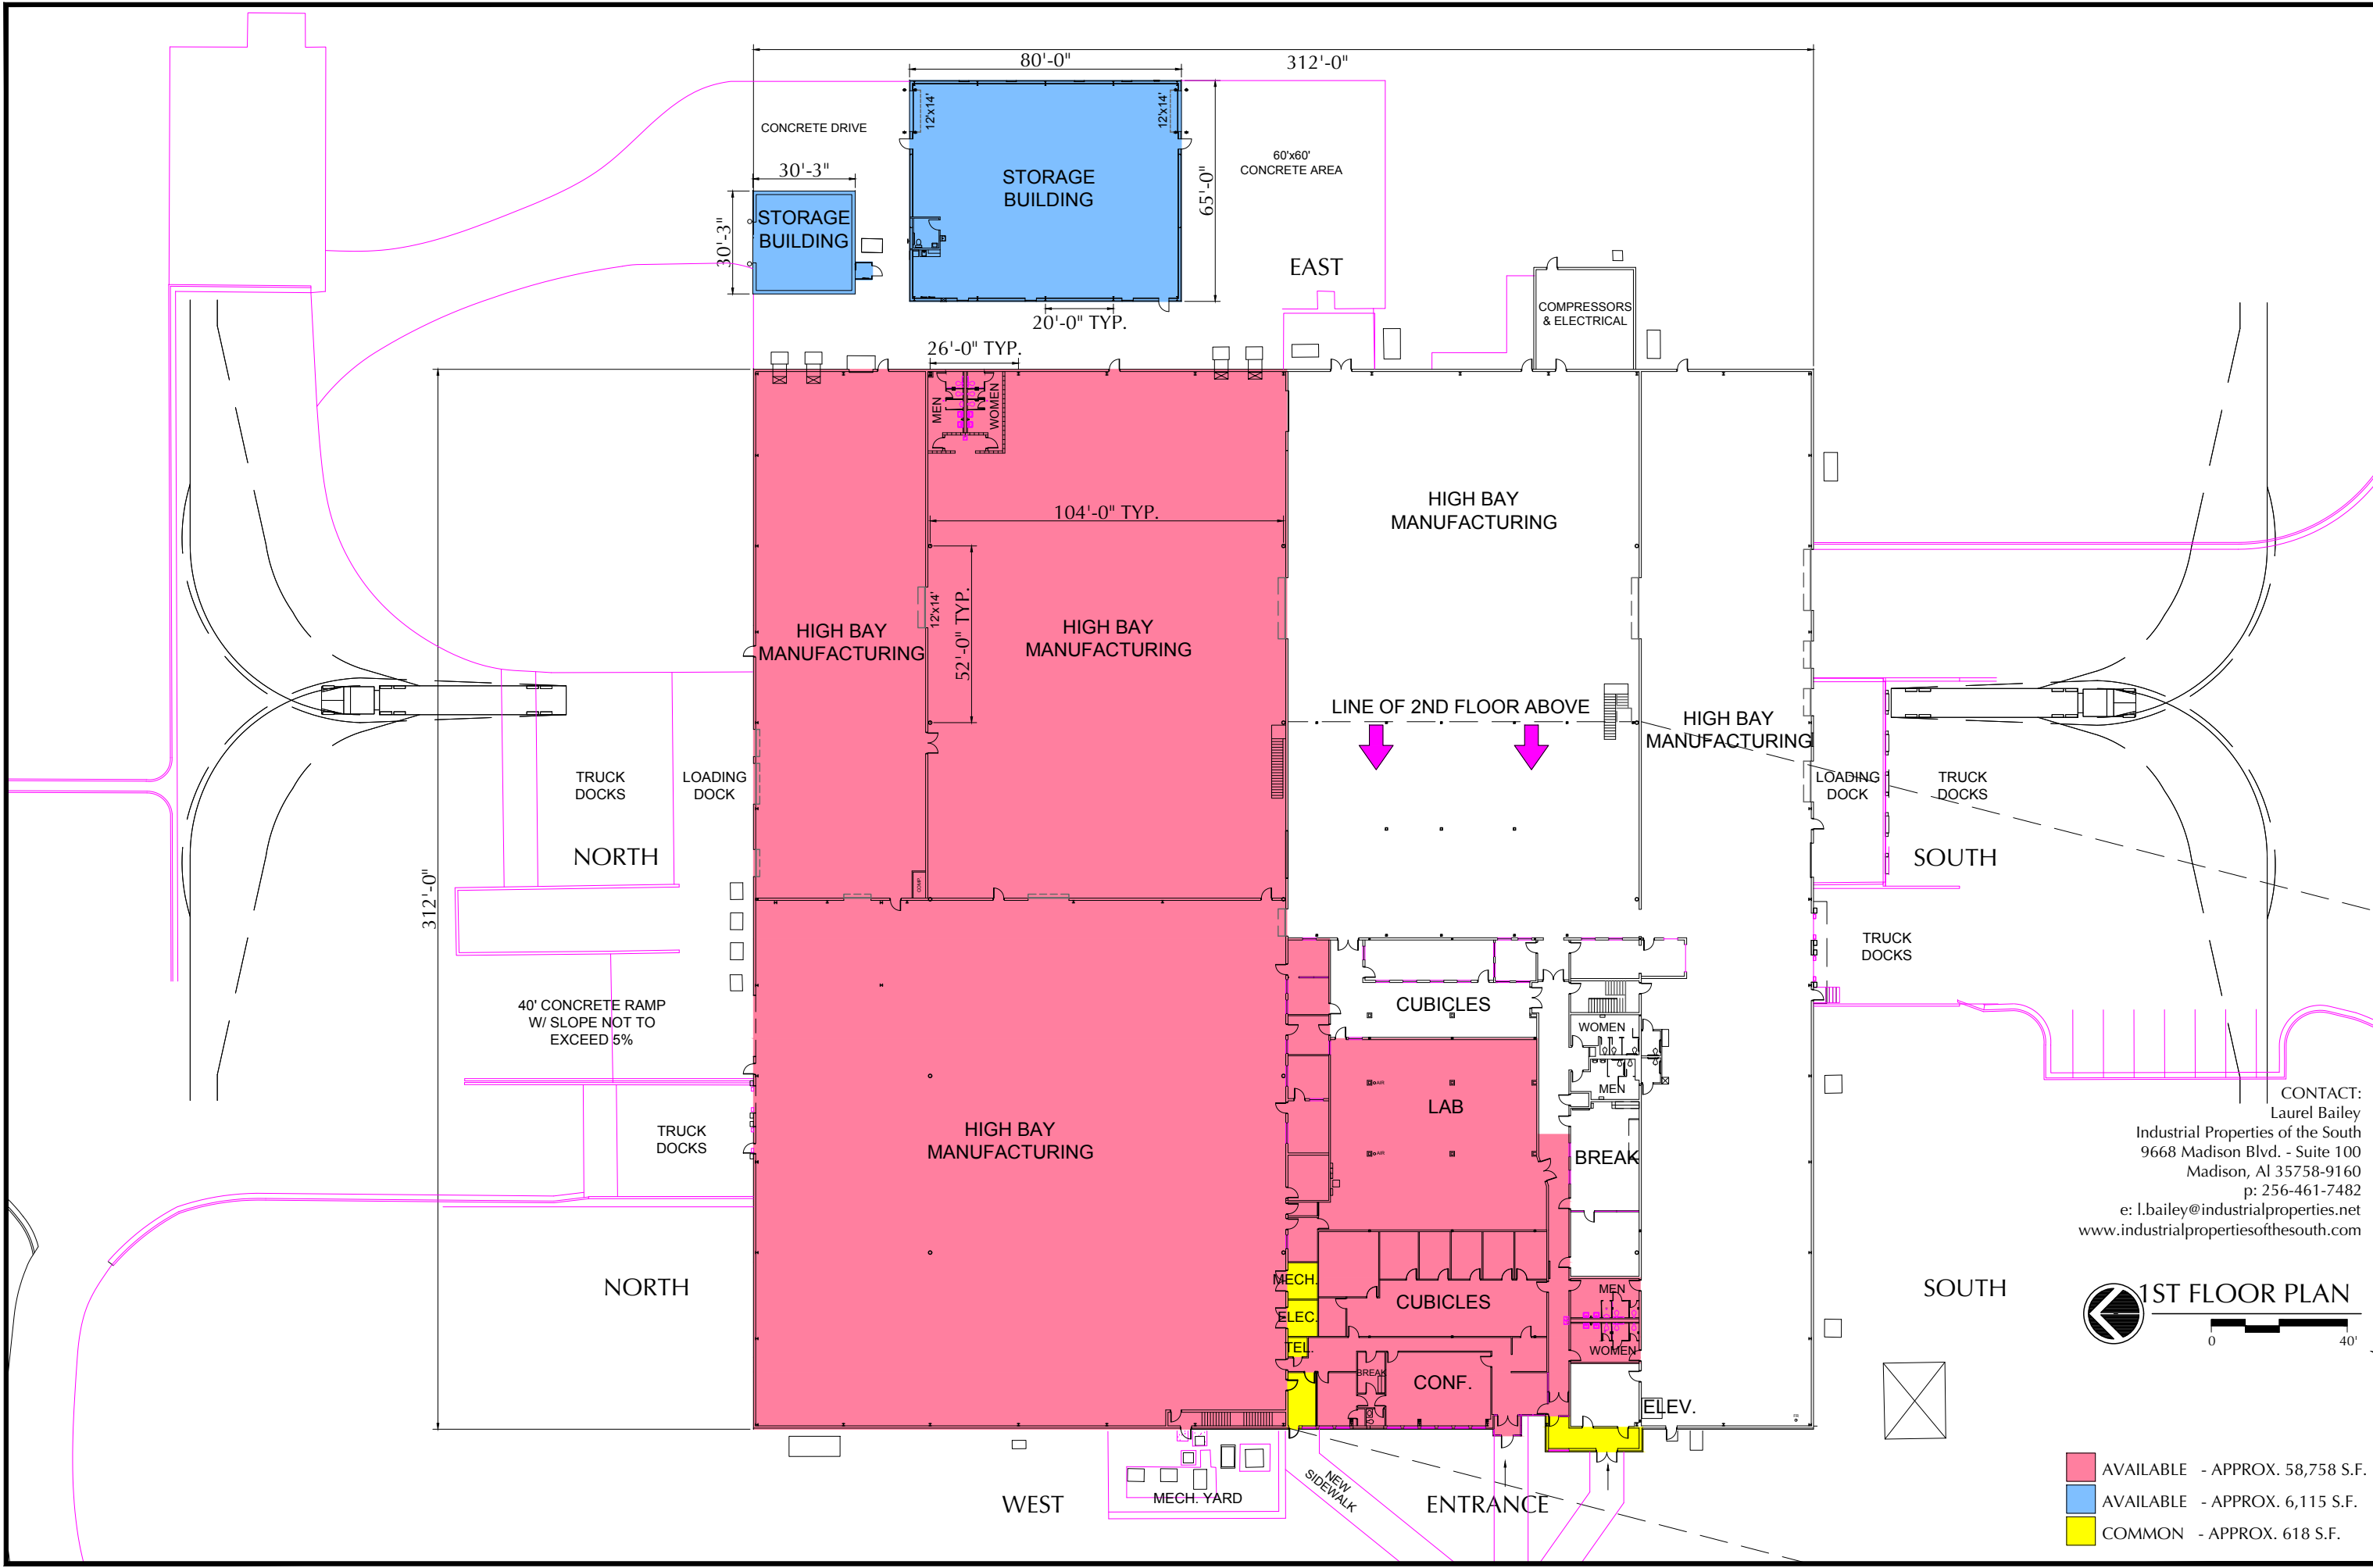 80'-0"
312'-0"
12'x14'
12'x14'
CONCRETE DRIVE
60'x60'
CONCRETE AREA
30'-3"
STORAGE
BUILDING
65'-0"
STORAGE
BUILDING
30'-3"
EAST
COMPRESSORS
& ELECTRICAL
20'-0" TYP.
26'-0" TYP.
MEN
WOMEN
HIGH BAY
MANUFACTURING
104'-0" TYP.
12'x14'
52'-0" TYP.
HIGH BAY
MANUFACTURING
HIGH BAY
MANUFACTURING
LINE OF 2ND FLOOR ABOVE
HIGH BAY
MANUFACTURING
TRUCK
DOCKS
LOADING
DOCK
LOADING
DOCK
TRUCK
DOCKS
NORTH
SOUTH
312'-0"
COMP.
TRUCK
DOCKS
40' CONCRETE RAMP
W/ SLOPE NOT TO
EXCEED 5%
CUBICLES
WOMEN
MEN
AIR
LAB
HIGH BAY
MANUFACTURING
TRUCK
DOCKS
AIR
BREAK
CONTACT:
Laurel Bailey
Industrial Properties of the South
9668 Madison Blvd. - Suite 100
Madison, Al 35758-9160
p: 256-461-7482
e: l.bailey@industrialproperties.net
www.industrialpropertiesofthesouth.com
NORTH
MECH.
MEN
SOUTH
1ST FLOOR PLAN
CUBICLES
ELEC.
0 40'
TEL.
WOMEN
BREAK
CONF.
ELEV.
WEST
MECH. YARD
NEW
SIDEWALK
ENTRANCE
AVAILABLE - APPROX. 58,758 S.F.
AVAILABLE - APPROX. 6,115 S.F.
COMMON - APPROX. 618 S.F.